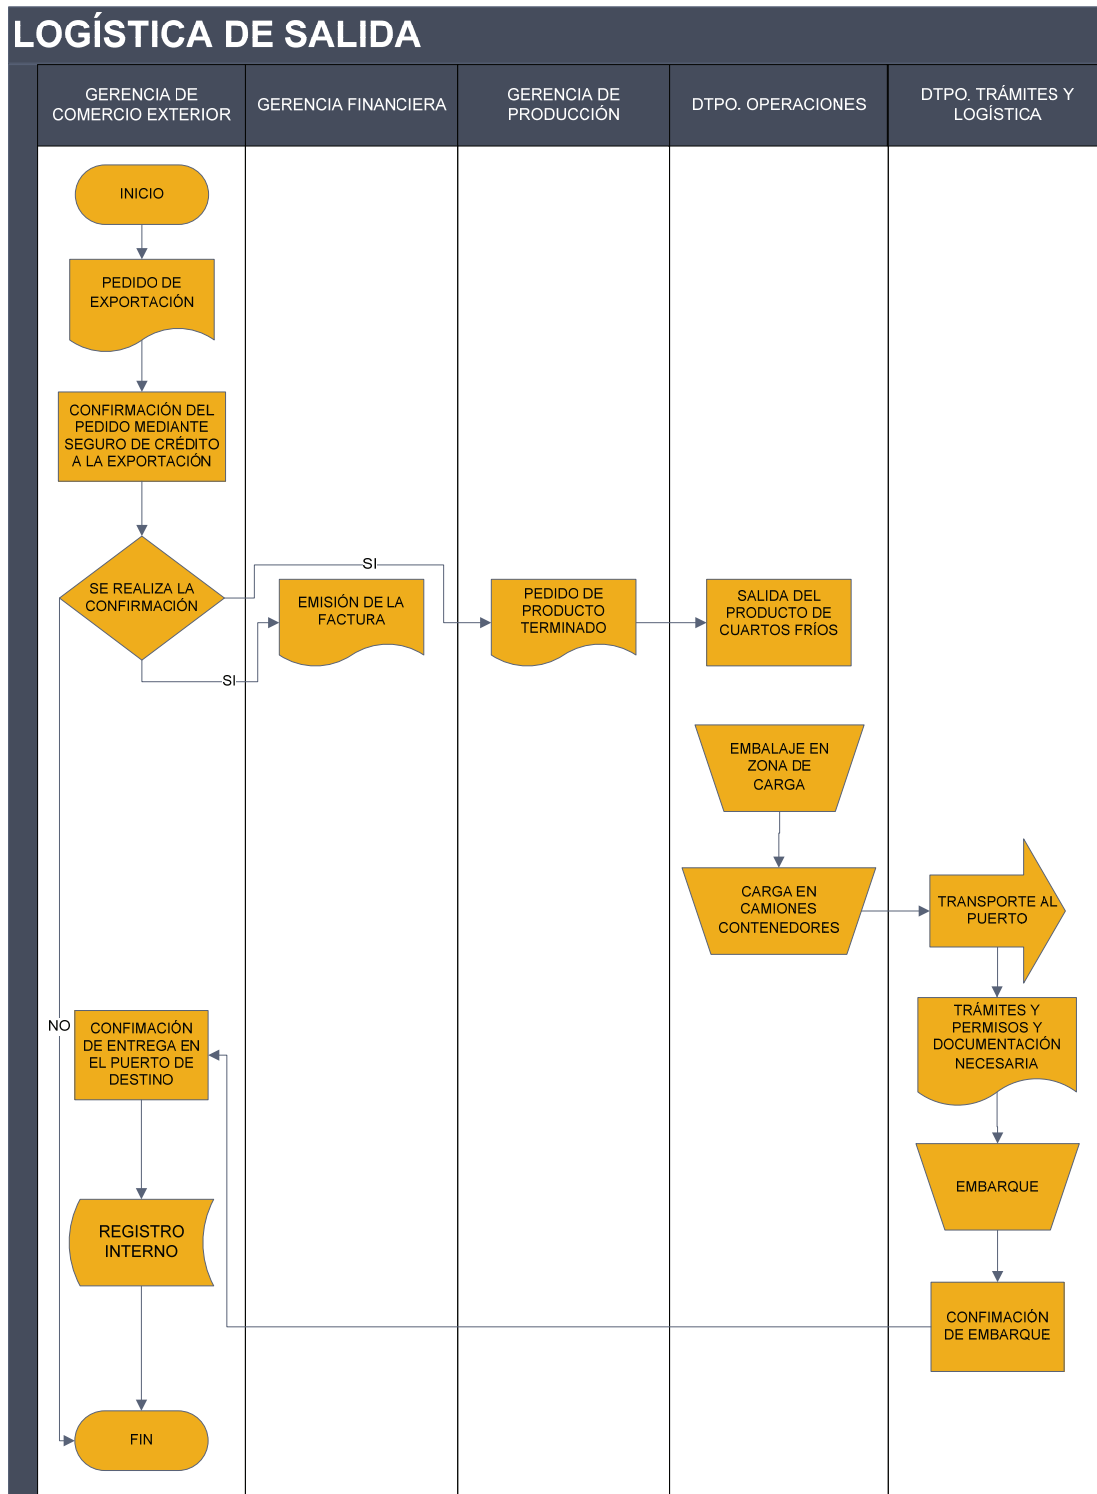 LOGÍSTICA DE SALIDA
GERENCIA DE
COMERCIO EXTERIOR
GERENCIA FINANCIERA
GERENCIA DE
PRODUCCIÓN
DTPO. OPERACIONES
DTPO. TRÁMITES Y
LOGÍSTICA
INICIO
PEDIDO DE
EXPORTACIÓN
CONFIRMACIÓN DEL
PEDIDO MEDIANTE
SEGURO DE CRÉDITO
A LA EXPORTACIÓN
SE REALIZA LA
CONFIRMACIÓN
SI
SI
EMISIÓN DE LA
FACTURA
PEDIDO DE
PRODUCTO
TERMINADO
SALIDA DEL
PRODUCTO DE
CUARTOS FRÍOS
EMBALAJE EN
ZONA DE
CARGA
CARGA EN
CAMIONES
CONTENEDORES
TRANSPORTE AL
PUERTO
TRÁMITES Y
PERMISOS Y
DOCUMENTACIÓN
NECESARIA
EMBARQUE
CONFIMACIÓN
DE EMBARQUE
NO
CONFIMACIÓN
DE ENTREGA EN
EL PUERTO DE
DESTINO
REGISTRO
INTERNO
FIN